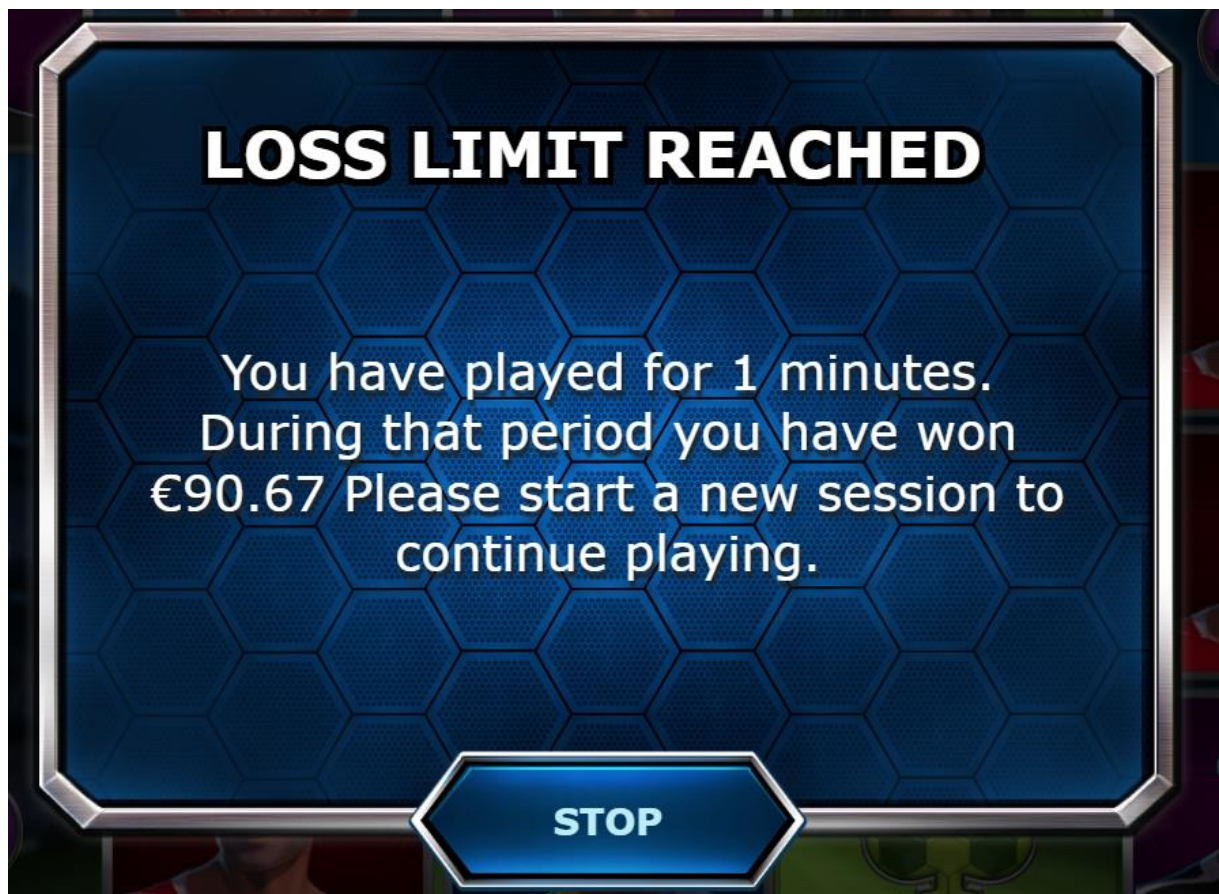 LOSS LIMIT REACHED
You have played for 1 minutes.
During that period you have won
€90.67 Please start a new session to
continue playing.
STOP